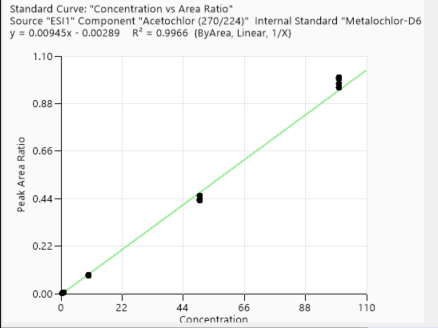 Standard Curve: "Concentration vs Area Ratio"
Source "ESI1" Component "Acetochlor (270/224)" Internal Standard "Metalochlor-D6
y = 0.00945x - 0.00289 R² = 0.9966 (ByArea, Linear, 1/X)
1.10
0.88
0.66
0.44
0.22
0.00
Peak Area Ratio
0 22 44 66 88 110
Concentration